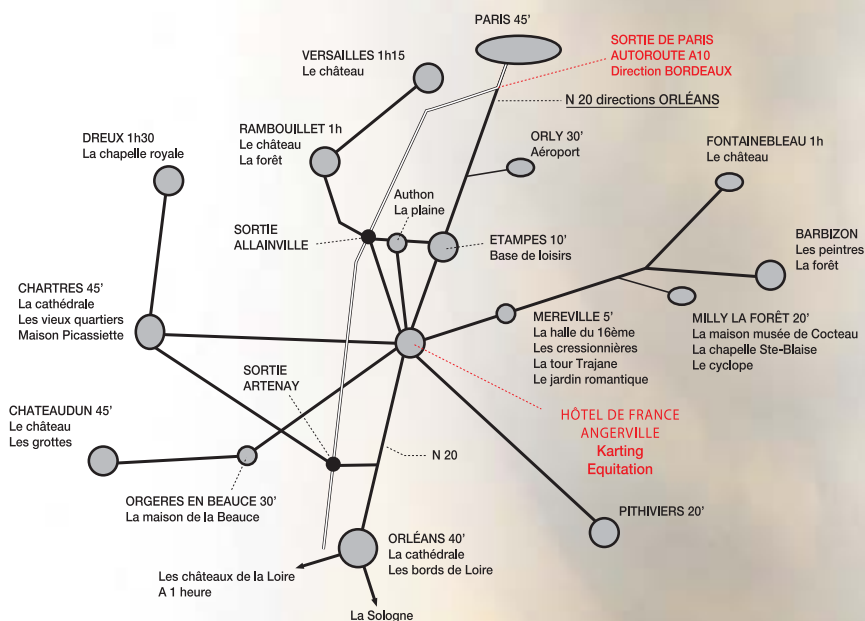 PARIS 45'
SORTIE DE PARIS
AUTOROUTE A10
Direction BORDEAUX
VERSAILLES 1h15
Le château
N 20 directions ORLÉANS
DREUX 1h30
La chapelle royale
RAMBOUILLET 1h
Le château
La forêt
ORLY 30'
Aéroport
FONTAINEBLEAU 1h
Le château
Authon
La plaine
SORTIE
ALLAINVILLE
ETAMPES 10'
Base de loisirs
BARBIZON
Les peintres
La forêt
CHARTRES 45'
La cathédrale
Les vieux quartiers
Maison Picassiette
MEREVILLE 5'
La halle du 16ème
Les cressionnières
La tour Trajane
Le jardin romantique
MILLY LA FORÊT 20'
La maison musée de Cocteau
La chapelle Ste-Blaise
Le cyclope
SORTIE
ARTENAY
CHATEAUDUN 45'
Le château
Les grottes
HÔTEL DE FRANCE
ANGERVILLE
Karting
Equitation
N 20
ORGERES EN BEAUCE 30'
La maison de la Beauce
PITHIVIERS 20'
ORLÉANS 40'
La cathédrale
Les bords de Loire
Les châteaux de la Loire
A 1 heure
La Sologne